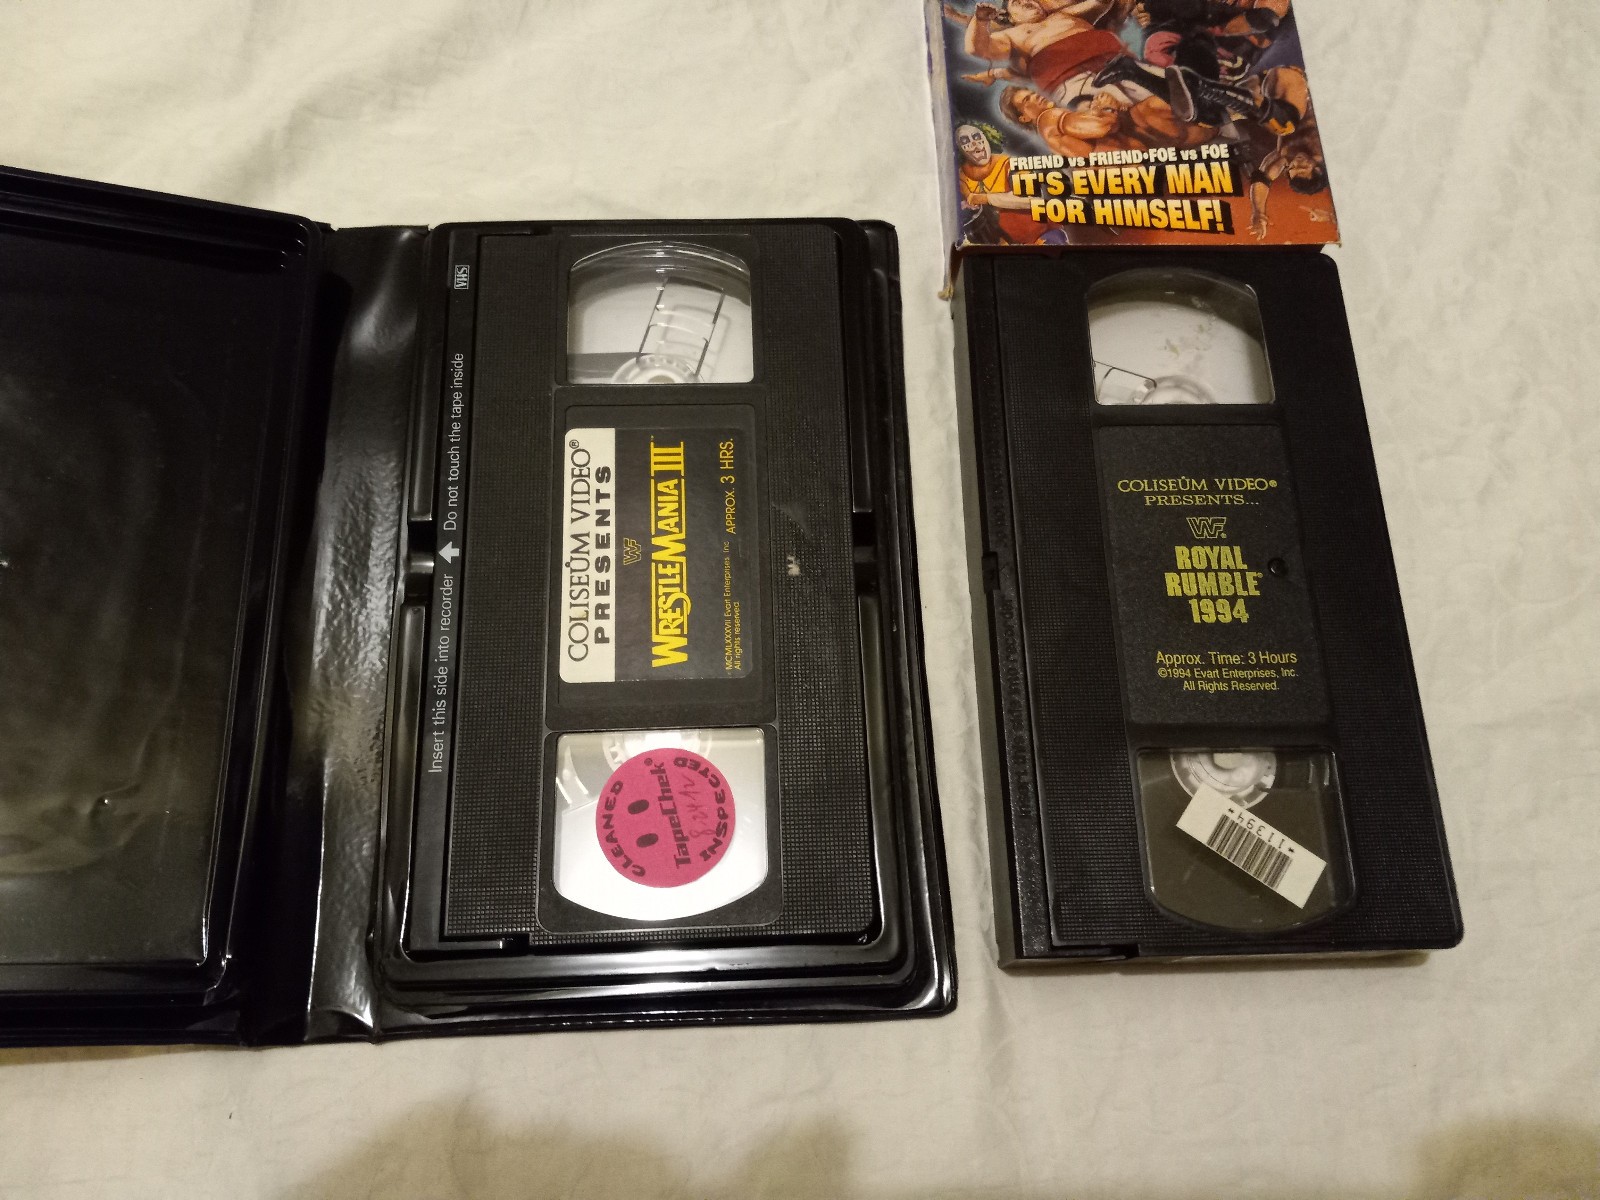 VHS
Insert this side into recorder
Do not touch the tape inside
COLISEUM VIDEO®
PRESENTS
WF
WRESTLEMANIA III™
MCMLXXXVII Evart Enterprises, Inc.
All rights reserved
APPROX. 3 HRS.
CLEANED
TapeChek®
INSPECTED
FRIEND vs FRIEND•FOE vs FOE
IT'S EVERY MAN
FOR HIMSELF!
COLISEUM VIDEO®
PRESENTS...
WF®
ROYAL
RUMBLE®
1994
Approx. Time: 3 Hours
©1994 Evart Enterprises, Inc.
All Rights Reserved.
*11394*